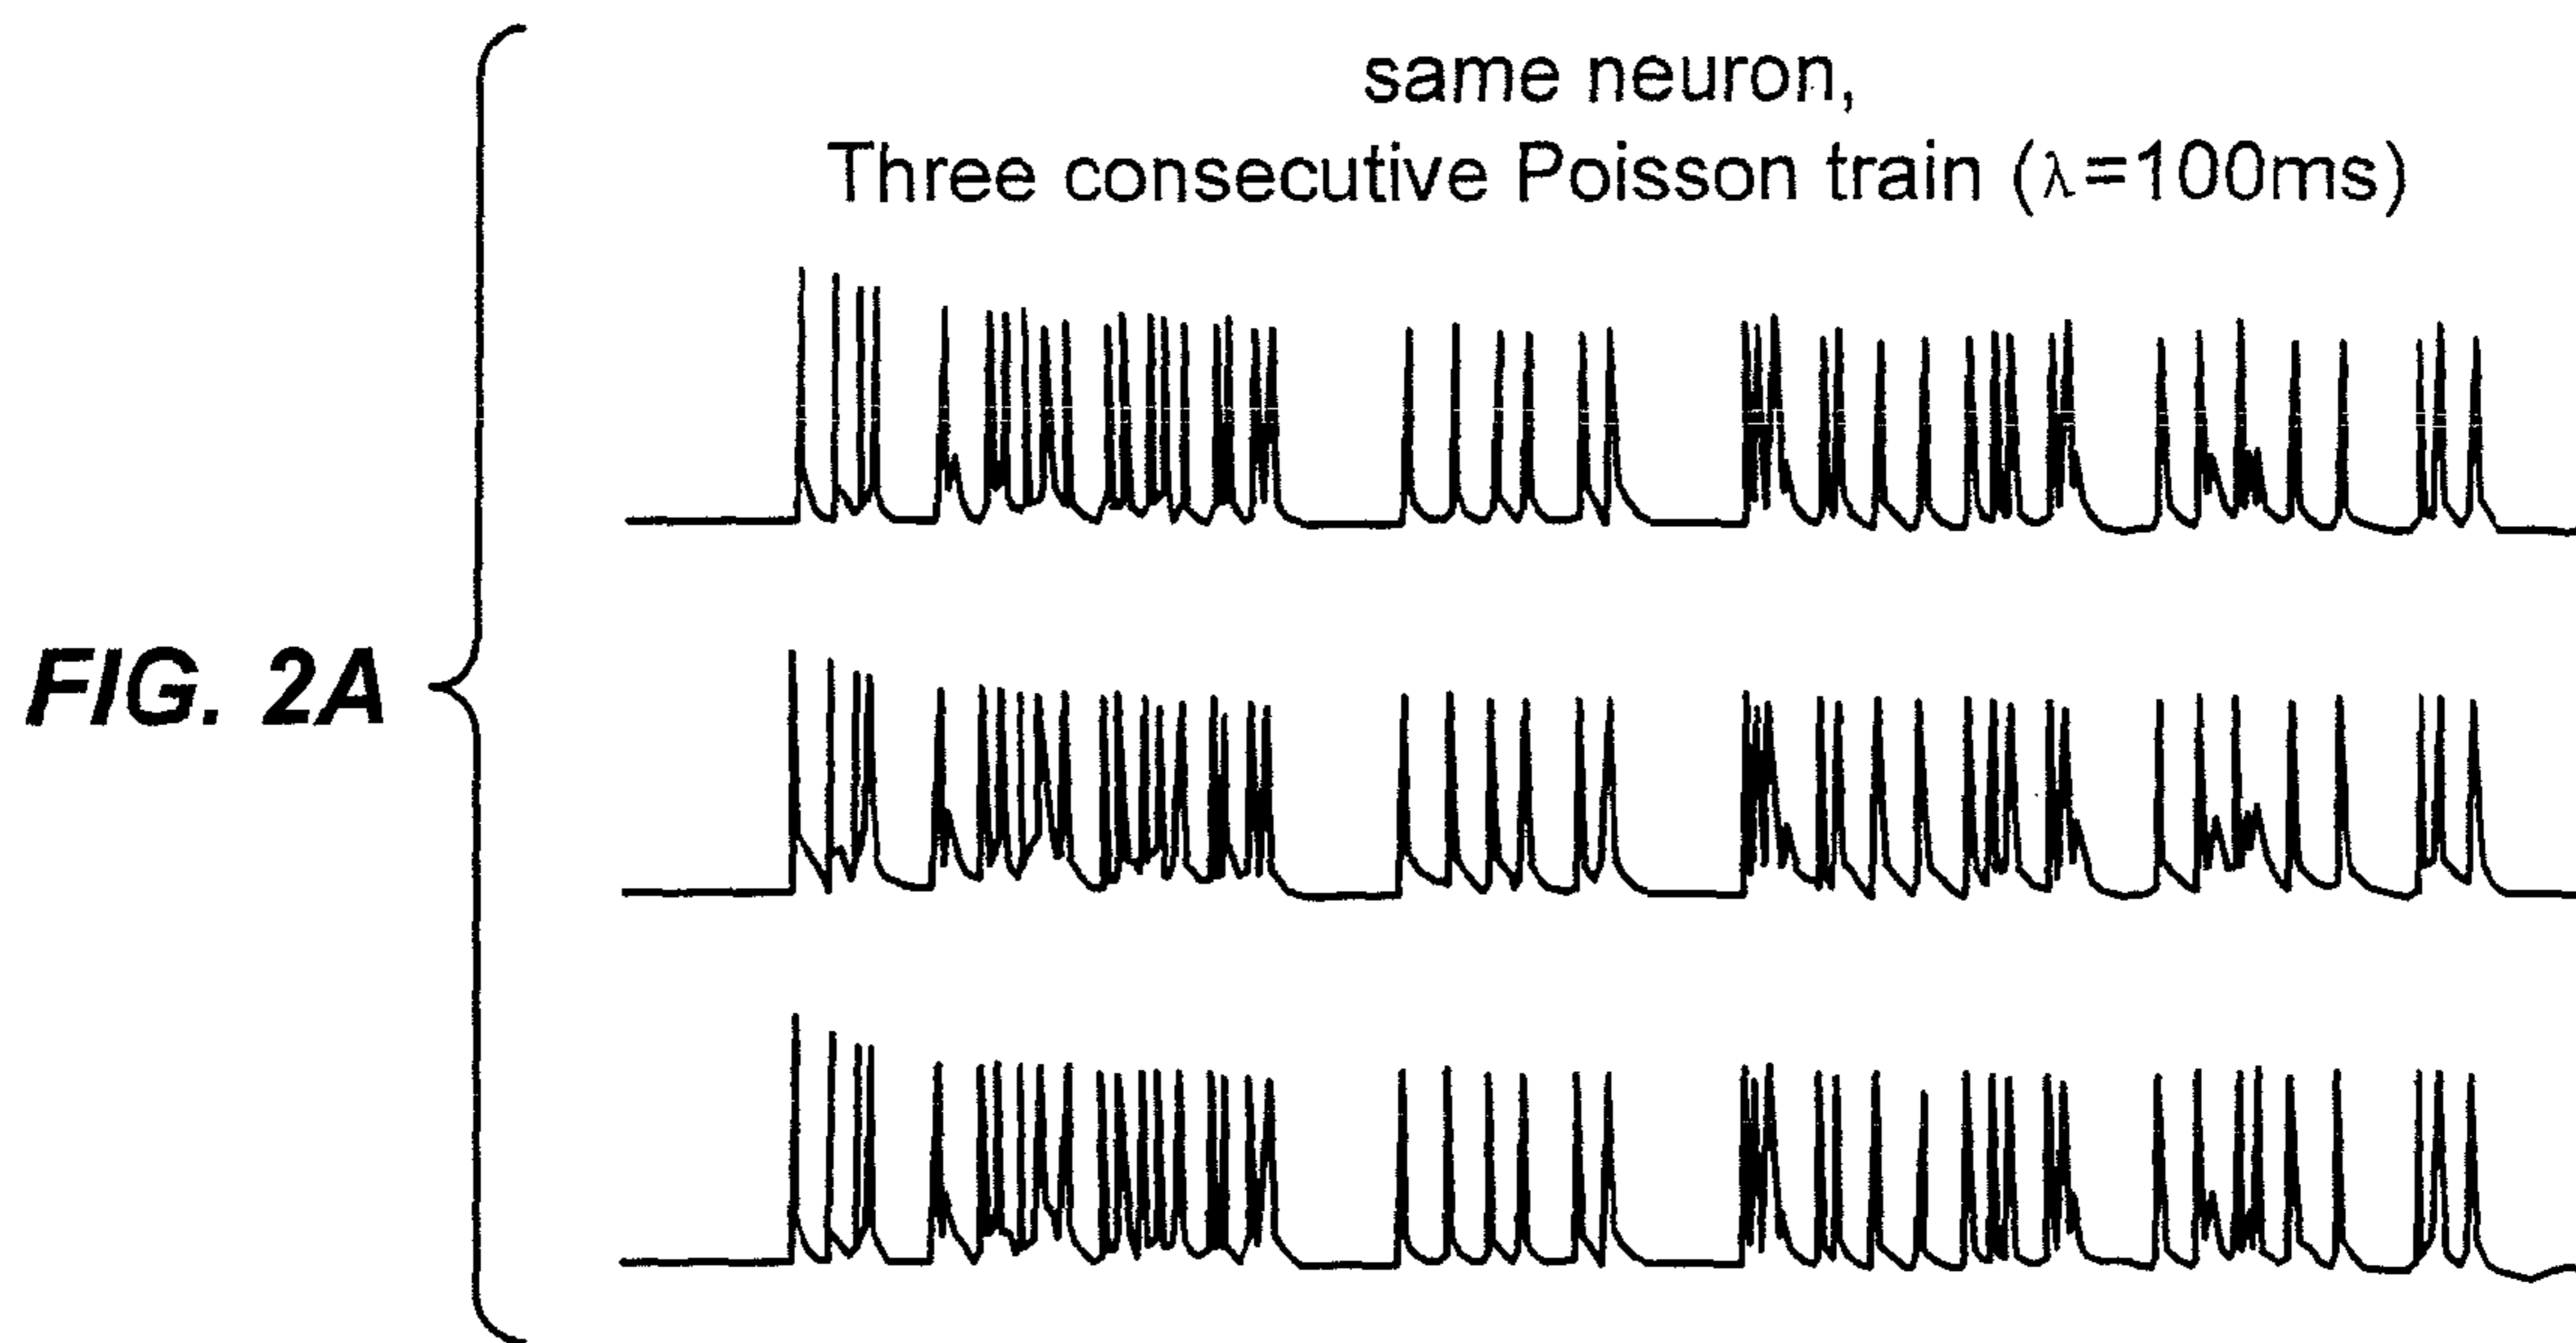 same neuron,
Three consecutive Poisson train (λ=100ms)
FIG. 2A